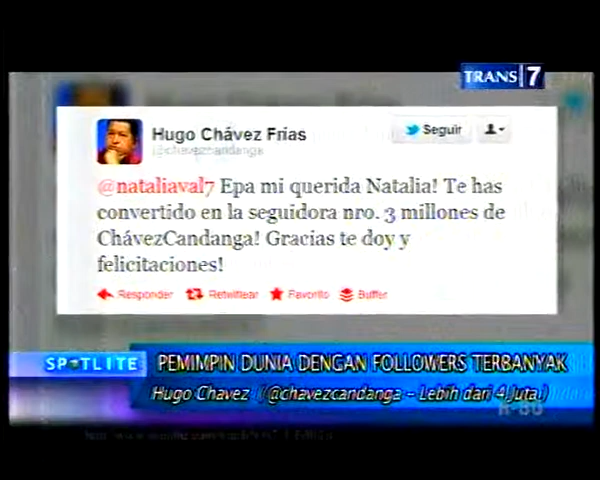 TRANS 7
Hugo Chávez Frías
@chavezcandanga
Seguir
@nataliaval7 Epa mi querida Natalia! Te has
convertido en la seguidora nro. 3 millones de
ChávezCandanga! Gracias te doy y
felicitaciones!
Responder Retwittear Favorito Buffer
SPOTLITE
PEMIMPIN DUNIA DENGAN FOLLOWERS TERBANYAK
Hugo Chavez (@chavezcandanga - Lebih dari 4 Juta)
R-BO